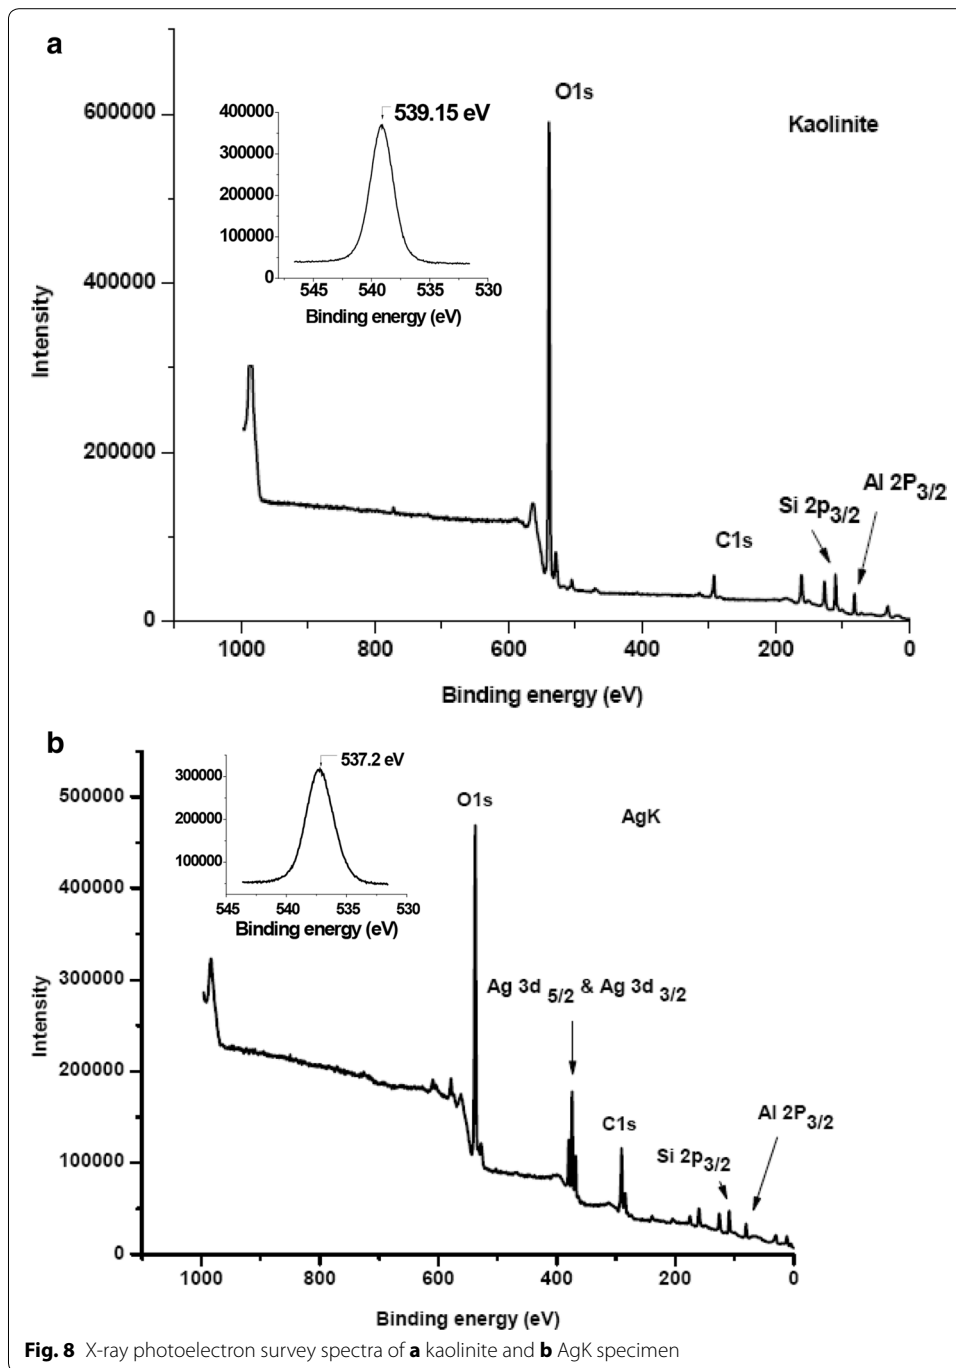 a
O1s
Kaolinite
539.15 eV
400000
300000
200000
100000
0
545 540 535 530
Binding energy (eV)
600000
400000
200000
0
Intensity
Al 2P3/2
Si 2p3/2
C1s
1000 800 600 400 200 0
Binding energy (eV)
b
537.2 eV
300000
200000
100000
545 540 535 530
Binding energy (eV)
O1s
AgK
500000
400000
300000
200000
100000
0
Intensity
Ag 3d 5/2 & Ag 3d 3/2
C1s
Al 2P3/2
Si 2p3/2
1000 800 600 400 200 0
Binding energy (eV)
Fig. 8 X-ray photoelectron survey spectra of a kaolinite and b AgK specimen